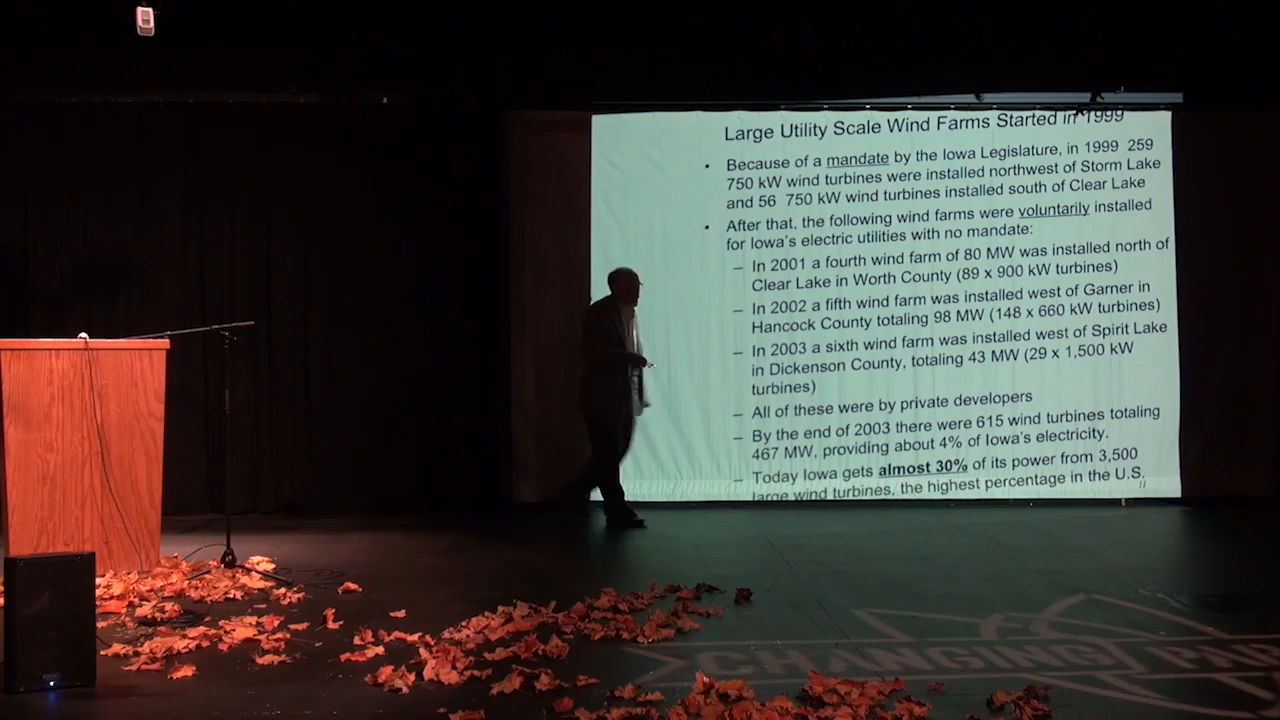 Large Utility Scale Wind Farms Started in 1999
• Because of a mandate by the Iowa Legislature, in 1999 259
750 kW wind turbines were installed northwest of Storm Lake
and 56 750 kW wind turbines installed south of Clear Lake
• After that, the following wind farms were voluntarily installed
for Iowa's electric utilities with no mandate:
– In 2001 a fourth wind farm of 80 MW was installed north of
Clear Lake in Worth County (89 x 900 kW turbines)
– In 2002 a fifth wind farm was installed west of Garner in
Hancock County totaling 98 MW (148 x 660 kW turbines)
– In 2003 a sixth wind farm was installed west of Spirit Lake
in Dickenson County, totaling 43 MW (29 x 1,500 kW
turbines)
– All of these were by private developers
– By the end of 2003 there were 615 wind turbines totaling
467 MW, providing about 4% of Iowa's electricity.
– Today Iowa gets almost 30% of its power from 3,500
large wind turbines, the highest percentage in the U.S.
11
CHANGING